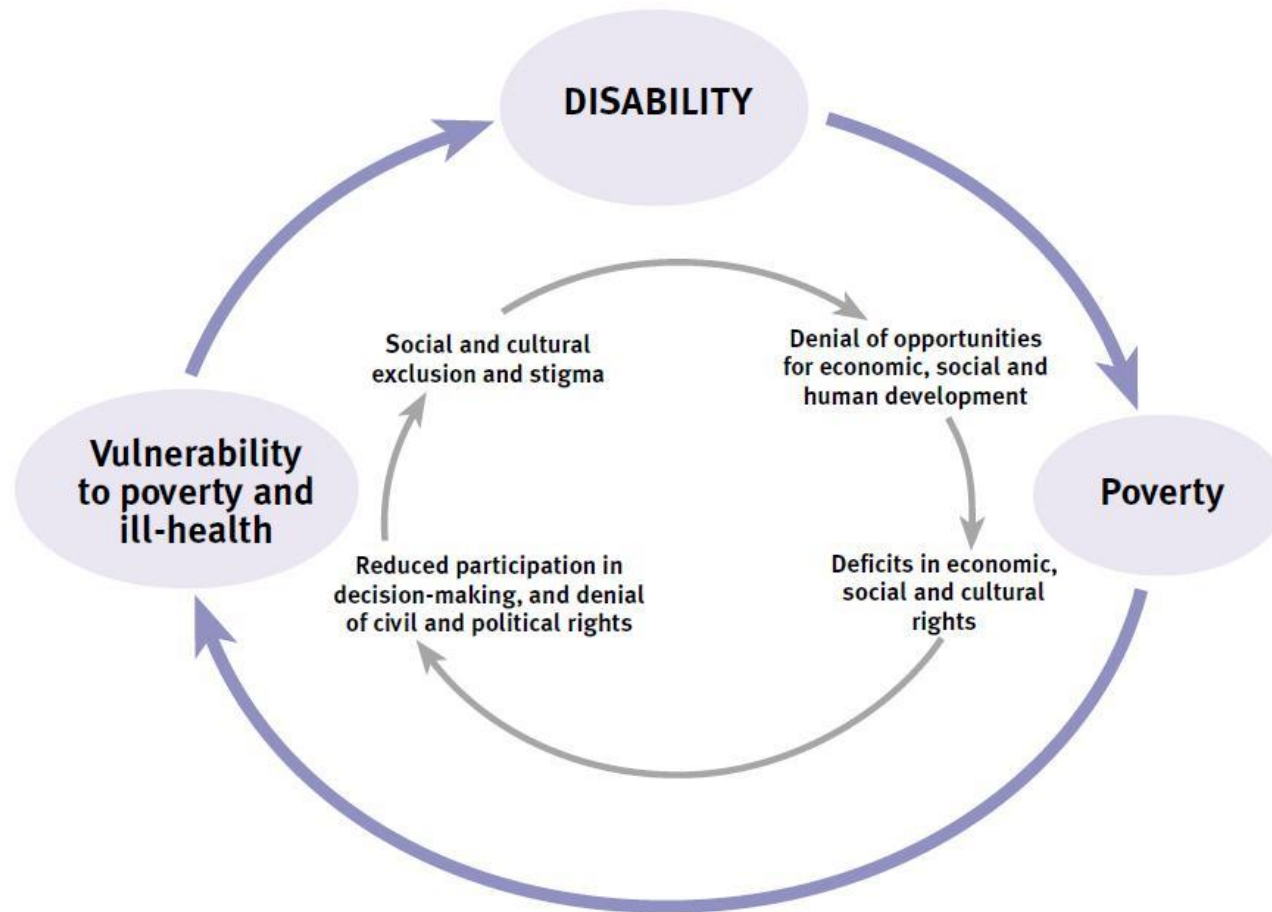 DISABILITY
Social and cultural
exclusion and stigma
Denial of opportunities
for economic, social and
human development
Vulnerability
to poverty and
ill-health
Poverty
Reduced participation in
decision-making, and denial
of civil and political rights
Deficits in economic,
social and cultural
rights